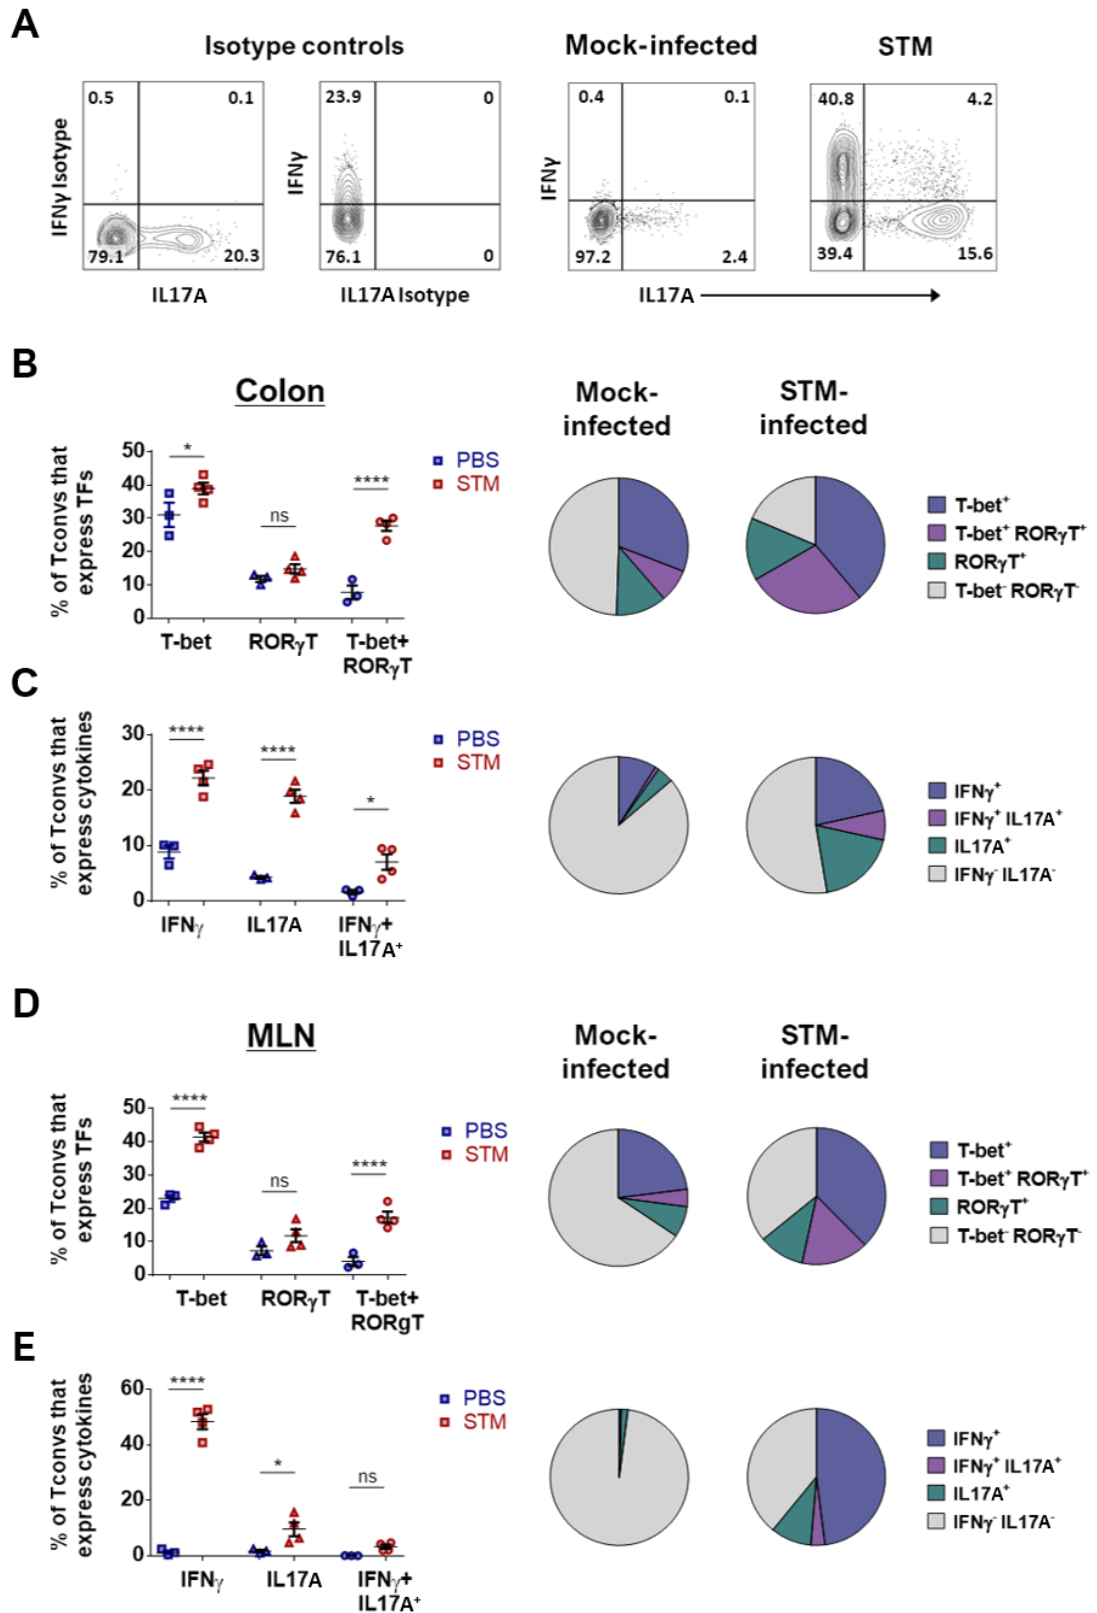 A
Isotype controls
Mock-infected
STM
IFNγ Isotype
0.5
0.1
79.1
20.3
IL17A
IFNγ
23.9
0
76.1
0
IL17A Isotype
IFNγ
0.4
0.1
97.2
2.4
IL17A
40.8
4.2
39.4
15.6
B
Colon
Mock-
infected
STM-
infected
% of Tconvs that
express TFs
50
40
30
20
10
0
*
ns
****
PBS
STM
T-bet
RORγT
T-bet+
RORγT
T-bet⁺
T-bet⁺ RORγT⁺
RORγT⁺
T-bet⁻ RORγT⁻
C
% of Tconvs that
express cytokines
30
20
10
0
****
****
*
PBS
STM
IFNγ
IL17A
IFNγ+
IL17A⁺
IFNγ⁺
IFNγ⁺ IL17A⁺
IL17A⁺
IFNγ⁻ IL17A⁻
D
MLN
Mock-
infected
STM-
infected
% of Tconvs that
express TFs
50
40
30
20
10
0
****
ns
****
PBS
STM
T-bet
RORγT
T-bet+
RORgT
T-bet⁺
T-bet⁺ RORγT⁺
RORγT⁺
T-bet⁻ RORγT⁻
E
% of Tconvs that
express cytokines
60
40
20
0
****
*
ns
PBS
STM
IFNγ
IL17A
IFNγ+
IL17A⁺
IFNγ⁺
IFNγ⁺ IL17A⁺
IL17A⁺
IFNγ⁻ IL17A⁻